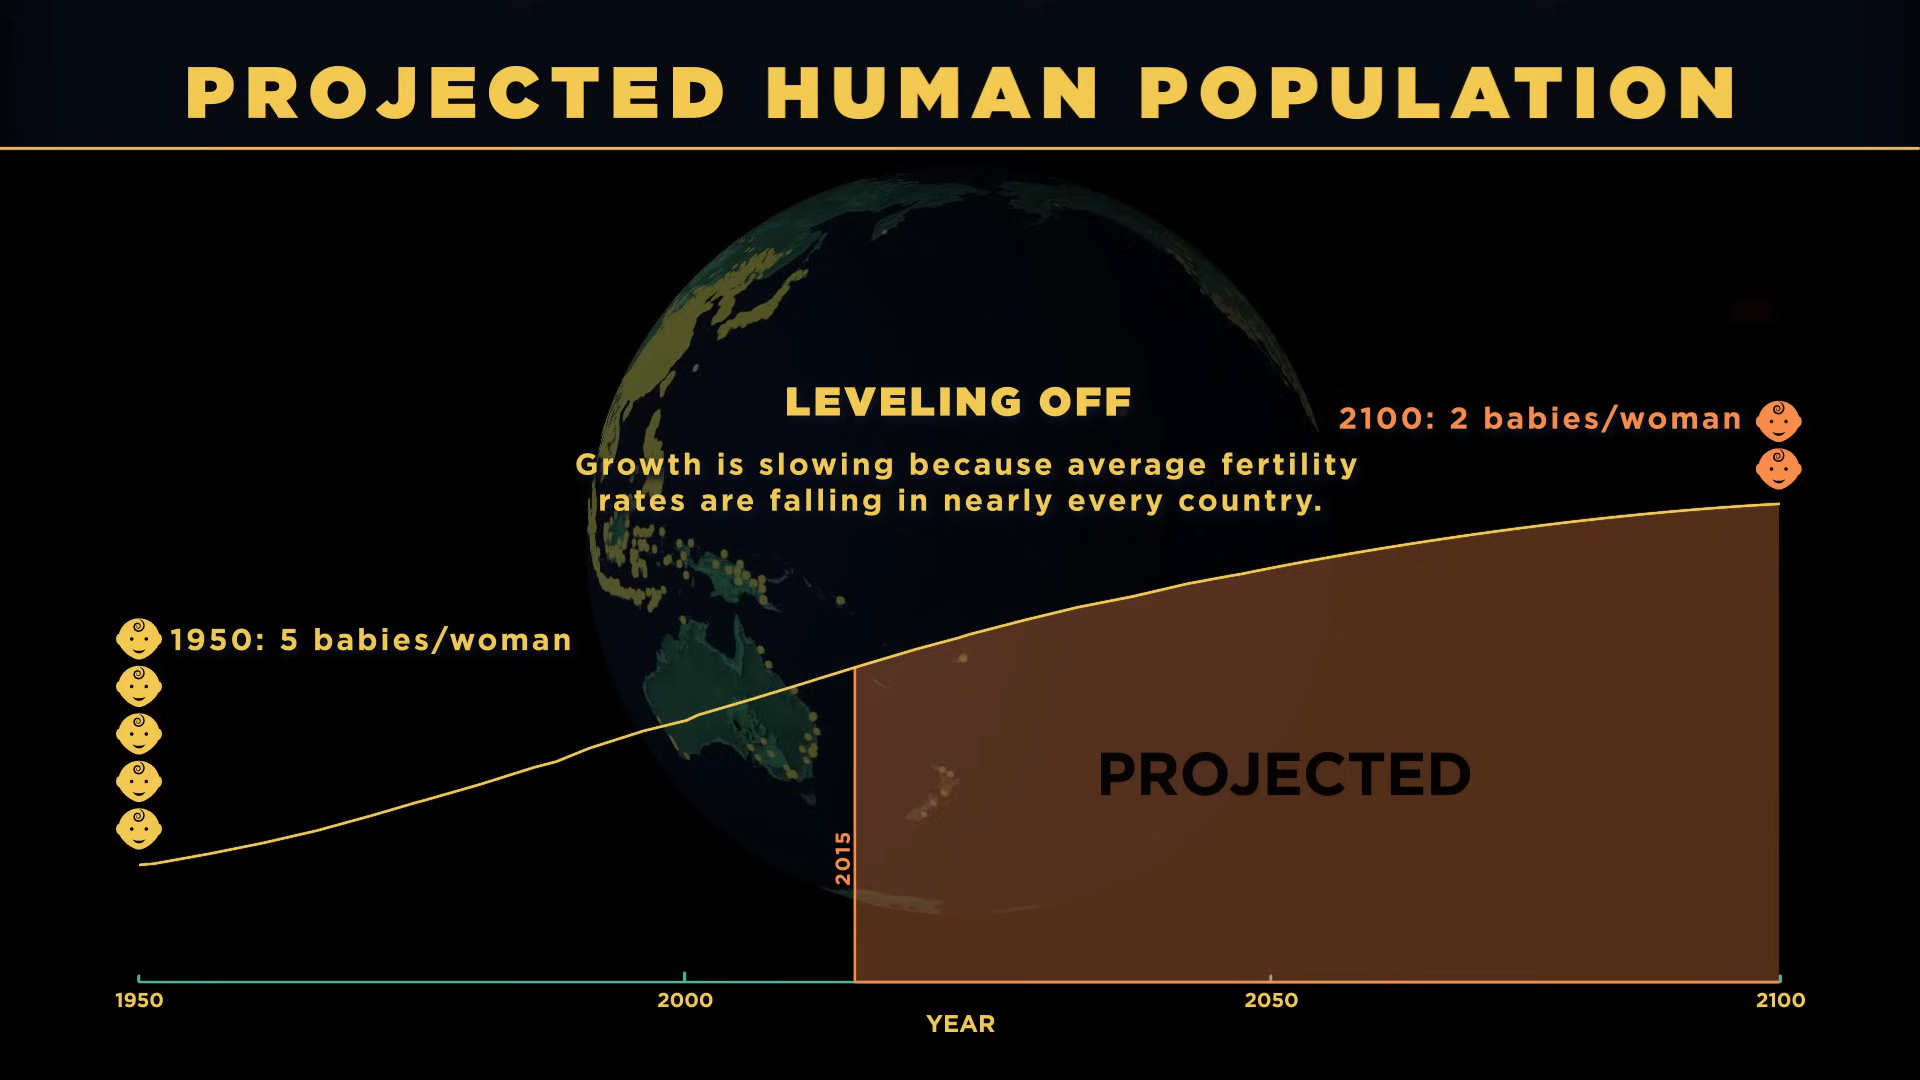 PROJECTED HUMAN POPULATION
LEVELING OFF
Growth is slowing because average fertility
rates are falling in nearly every country.
2100: 2 babies/woman
1950: 5 babies/woman
PROJECTED
2015
1950
2000
2050
2100
YEAR